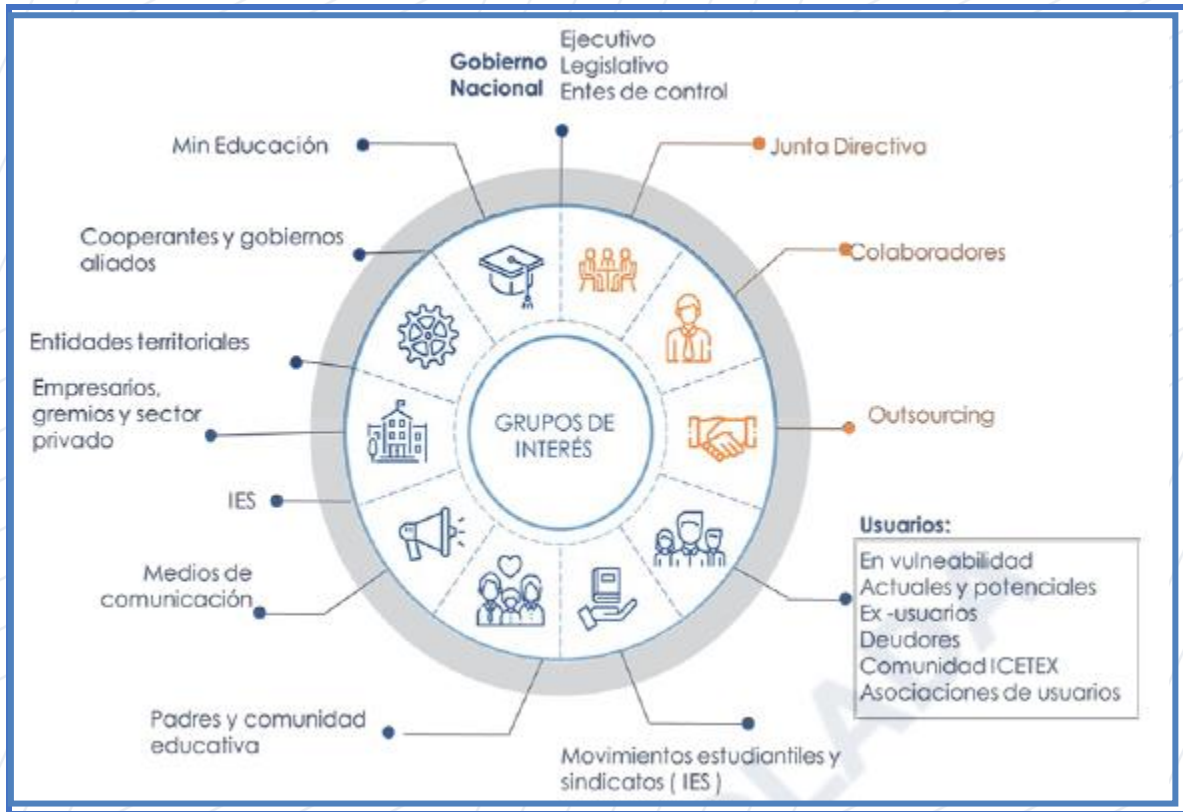 Gobierno
Nacional
Ejecutivo
Legislativo
Entes de control
Min Educación
Junta Directiva
Cooperantes y gobiernos
aliados
Colaboradores
Entidades territoriales
Empresarios,
gremios y sector
privado
GRUPOS DE
INTERÉS
Outsourcing
IES
Usuarios:
En vulneabilidad
Actuales y potenciales
Ex -usuarios
Deudores
Comunidad ICETEX
Asociaciones de usuarios
Medios de
comunicación
Padres y comunidad
educativa
Movimientos estudiantiles y
sindicatos ( IES )